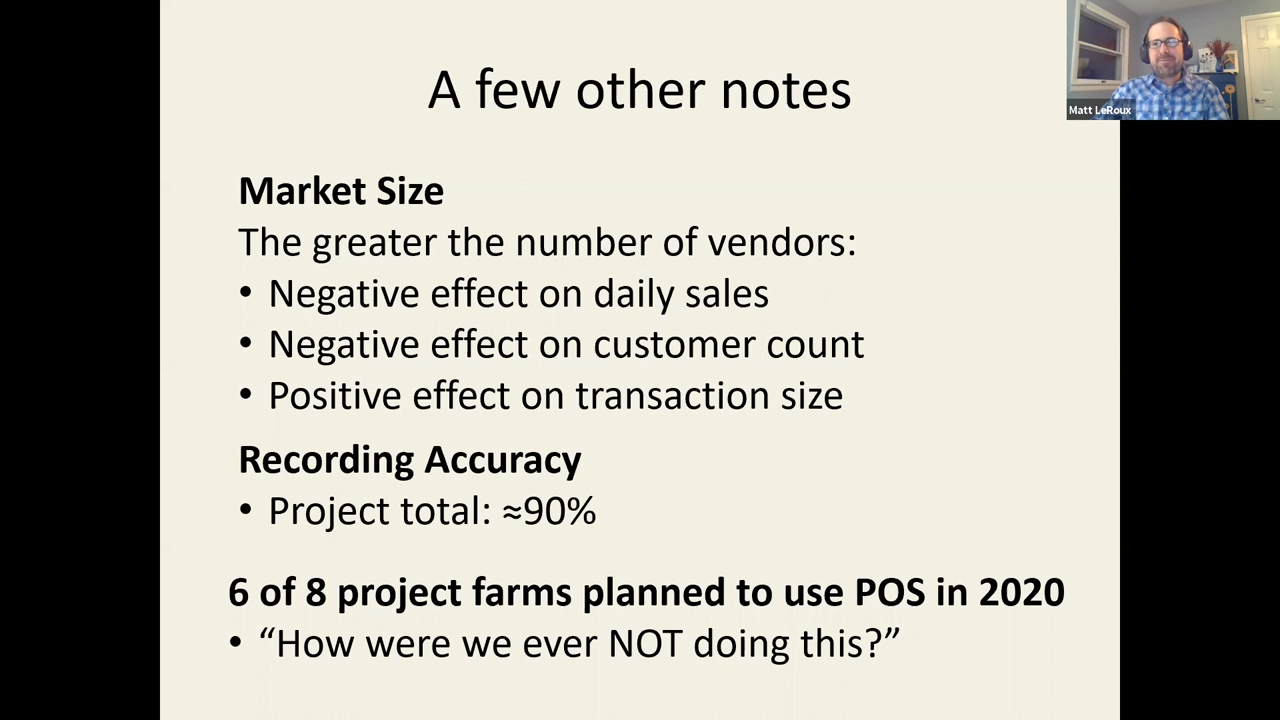 A few other notes
Matt LeRoux
Market Size
The greater the number of vendors:
• Negative effect on daily sales
• Negative effect on customer count
• Positive effect on transaction size
Recording Accuracy
• Project total: ≈90%
6 of 8 project farms planned to use POS in 2020
• “How were we ever NOT doing this?”